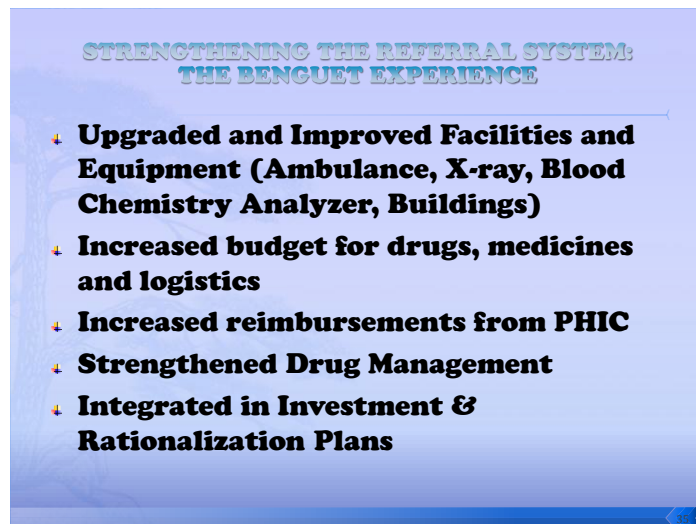 STRENGTHENING THE REFERRAL SYSTEM:
THE BENGUET EXPERIENCE
Upgraded and Improved Facilities and
Equipment (Ambulance, X-ray, Blood
Chemistry Analyzer, Buildings)
Increased budget for drugs, medicines
and logistics
Increased reimbursements from PHIC
Strengthened Drug Management
Integrated in Investment &
Rationalization Plans